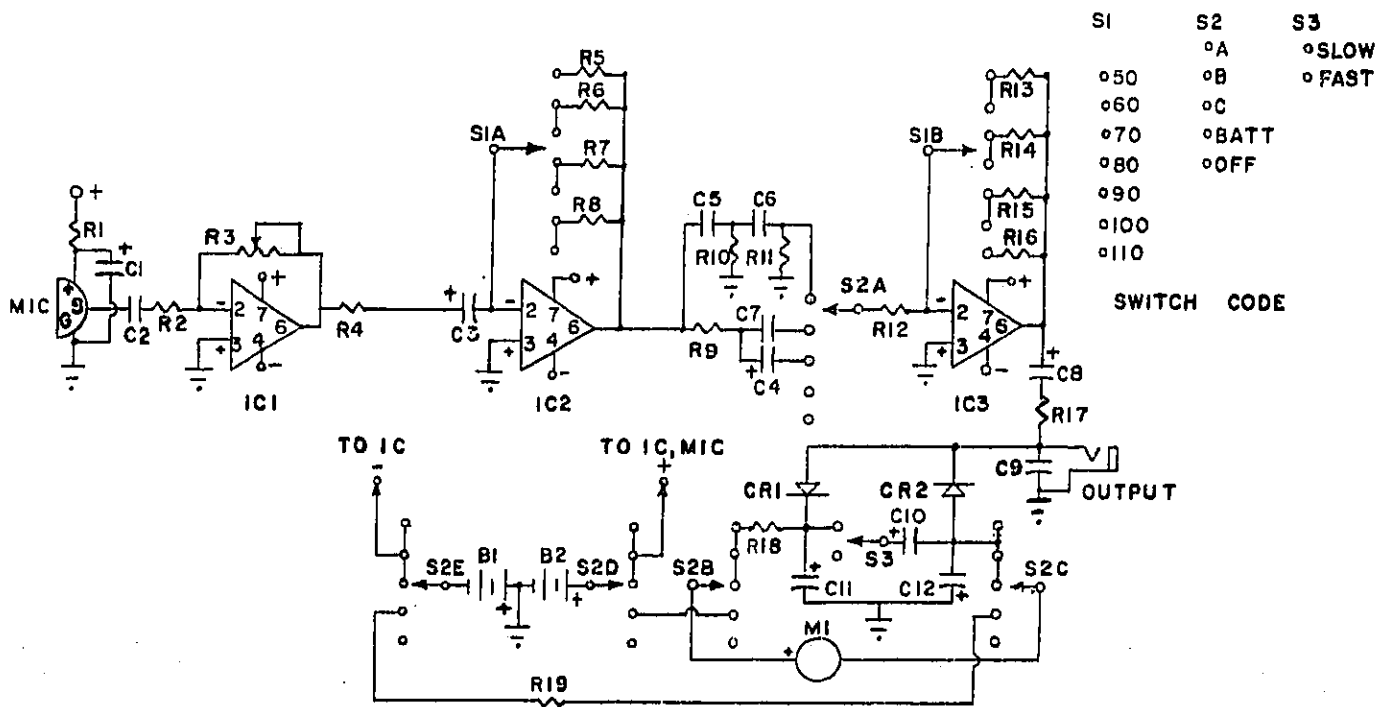 S1 S2 S3
A SLOW
50 B FAST
60 C
70 BATT
80 OFF
90
100
110
SWITCH CODE
R5
R6
R7
R8
S1A
R13
R14
R15
R16
S1B
+
R1
+
C1
MIC
+
S
G
C2
R2
R3
-
2
7
+
6
+
3
4
-
IC1
R4
+
C3
-
2
7
+
6
+
3
4
-
IC2
C5
C6
R10
R11
R9
C7
+
C4
S2A
R12
-
2
7
+
6
+
3
4
-
IC3
+
C8
R17
C9
OUTPUT
TO IC
-
TO IC, MIC
+
CR1
CR2
S2E
B1
+
B2
+
S2D
S2B
R18
+
C11
S3
+
C10
C12
+
S2C
+
M1
R19